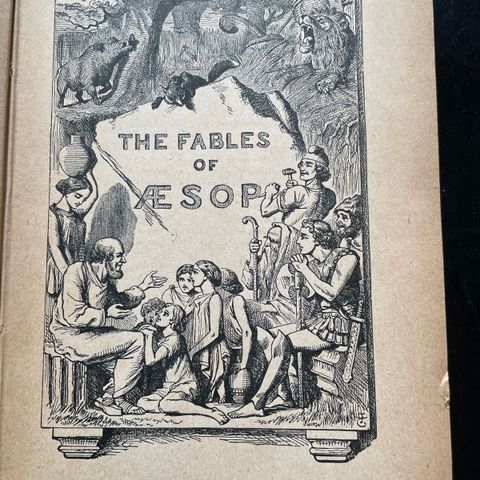 THE FABLES
OF
ÆSOP